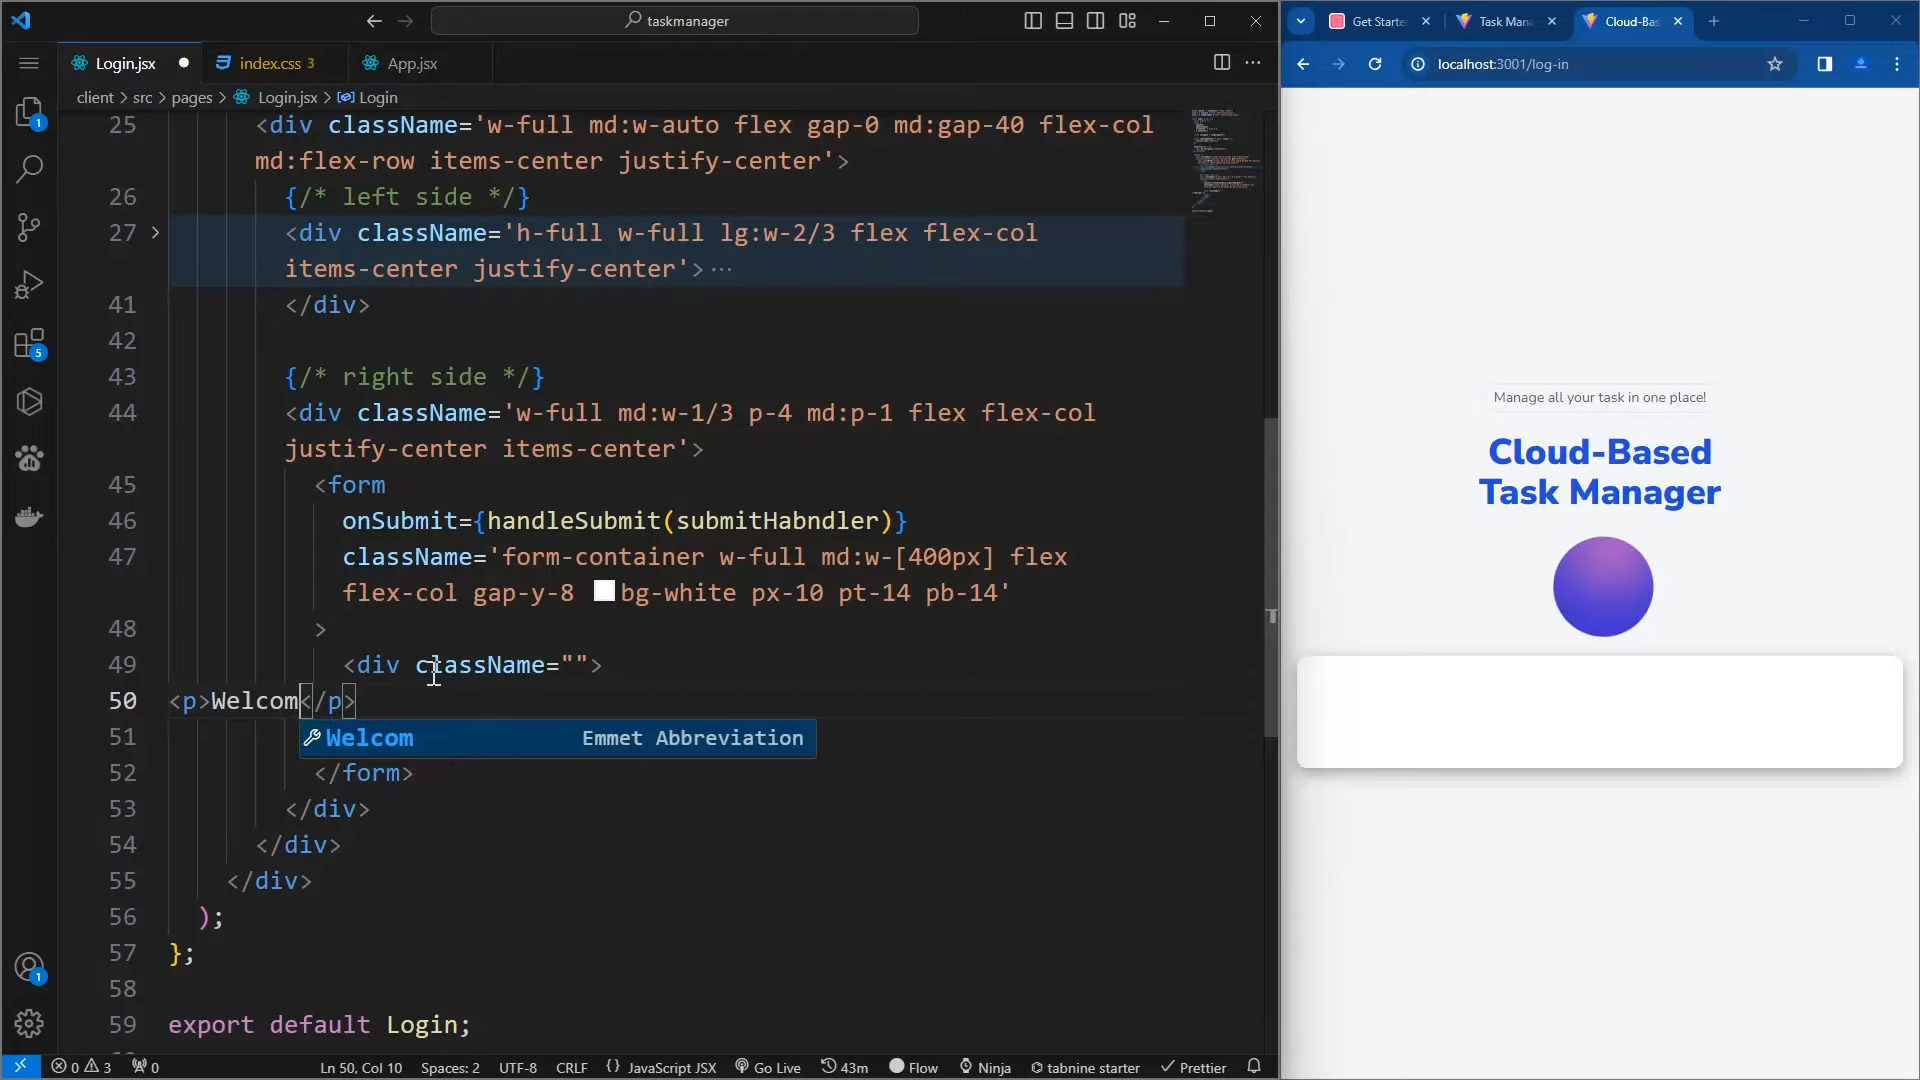 taskmanager
Login.jsx
index.css 3
App.jsx
client > src > pages > Login.jsx > Login
25 <div className='w-full md:w-auto flex gap-0 md:gap-40 flex-col
md:flex-row items-center justify-center'>
26 {/* left side */}
27 <div className='h-full w-full lg:w-2/3 flex flex-col
items-center justify-center'>···
41 </div>
42
43 {/* right side */}
44 <div className='w-full md:w-1/3 p-4 md:p-1 flex flex-col
justify-center items-center'>
45 <form
46 onSubmit={handleSubmit(submitHabndler)}
47 className='form-container w-full md:w-[400px] flex
flex-col gap-y-8 bg-white px-10 pt-14 pb-14'
48 >
49 <div className="">
50 <p>Welcom</p>
51 Welcom Emmet Abbreviation
52 </form>
53 </div>
54 </div>
55 </div>
56 );
57 };
58
59 export default Login;
1
5
1
0 3 0 Ln 50, Col 10 Spaces: 2 UTF-8 CRLF {} JavaScript JSX Go Live 43m Flow Ninja tabnine starter Prettier
Get Starte
Task Mana
Cloud-Bas
localhost:3001/log-in
Manage all your task in one place!
Cloud-Based
Task Manager